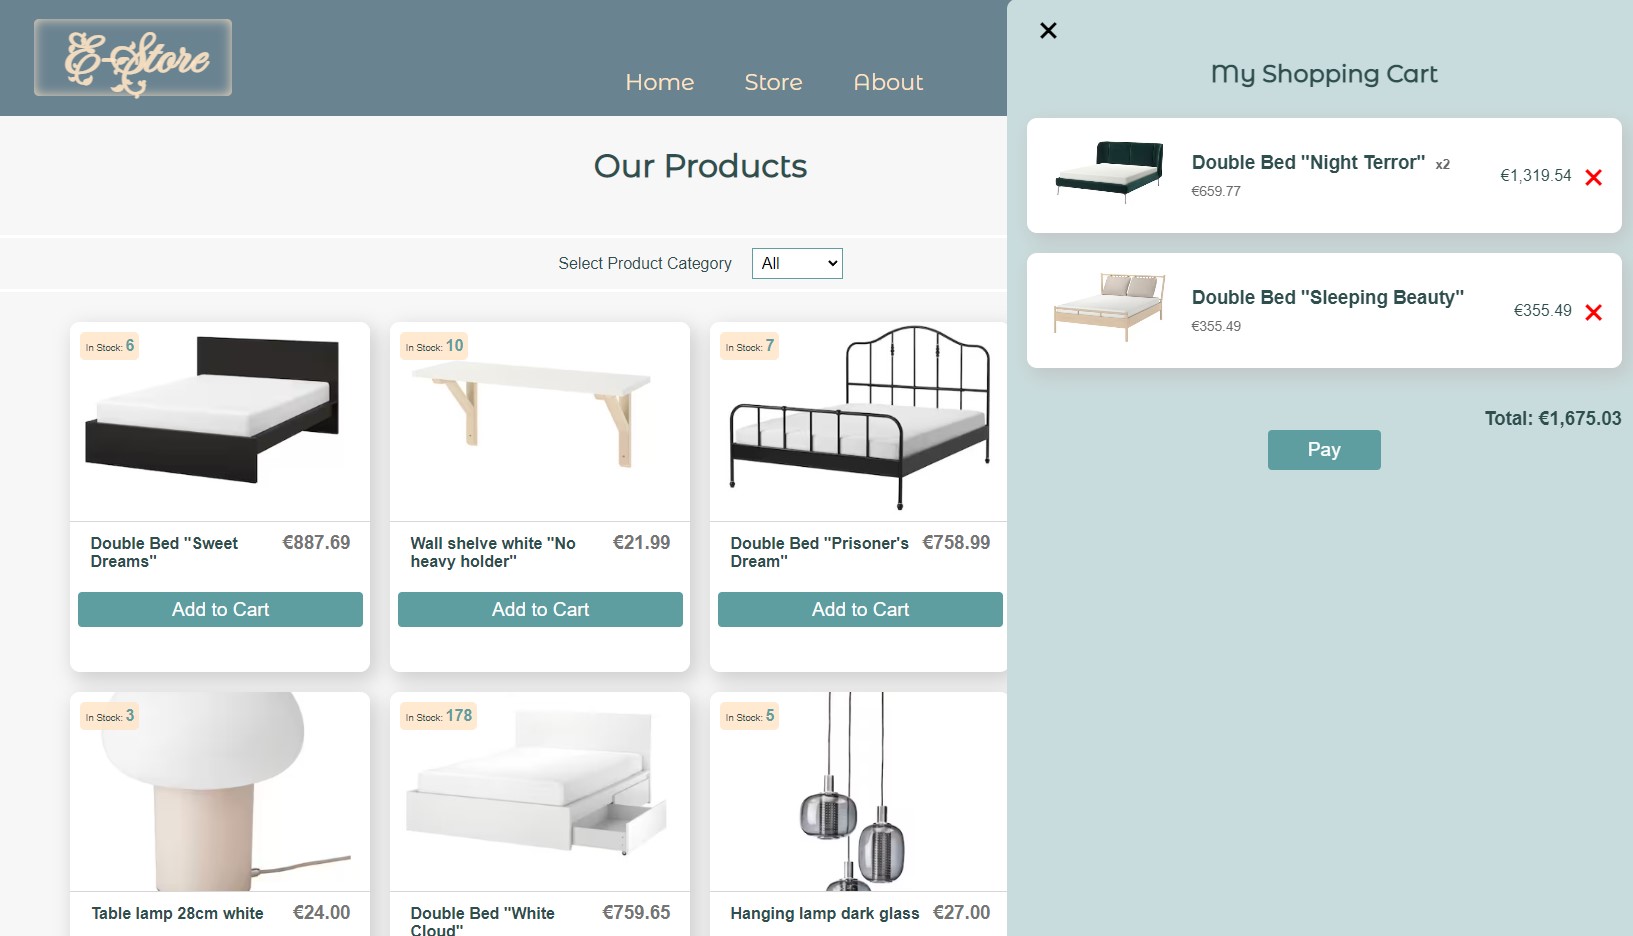 E-Store
Home
Store
About
Our Products
Select Product Category
All
In Stock: 6
Double Bed "Sweet
Dreams"
€887.69
Add to Cart
In Stock: 10
Wall shelve white "No
heavy holder"
€21.99
Add to Cart
In Stock: 7
Double Bed "Prisoner's
Dream"
€758.99
Add to Cart
In Stock: 3
Table lamp 28cm white
€24.00
In Stock: 178
Double Bed "White
Cloud"
€759.65
In Stock: 5
Hanging lamp dark glass
€27.00
My Shopping Cart
Double Bed "Night Terror" x2
€659.77
€1,319.54
Double Bed "Sleeping Beauty"
€355.49
€355.49
Total: €1,675.03
Pay